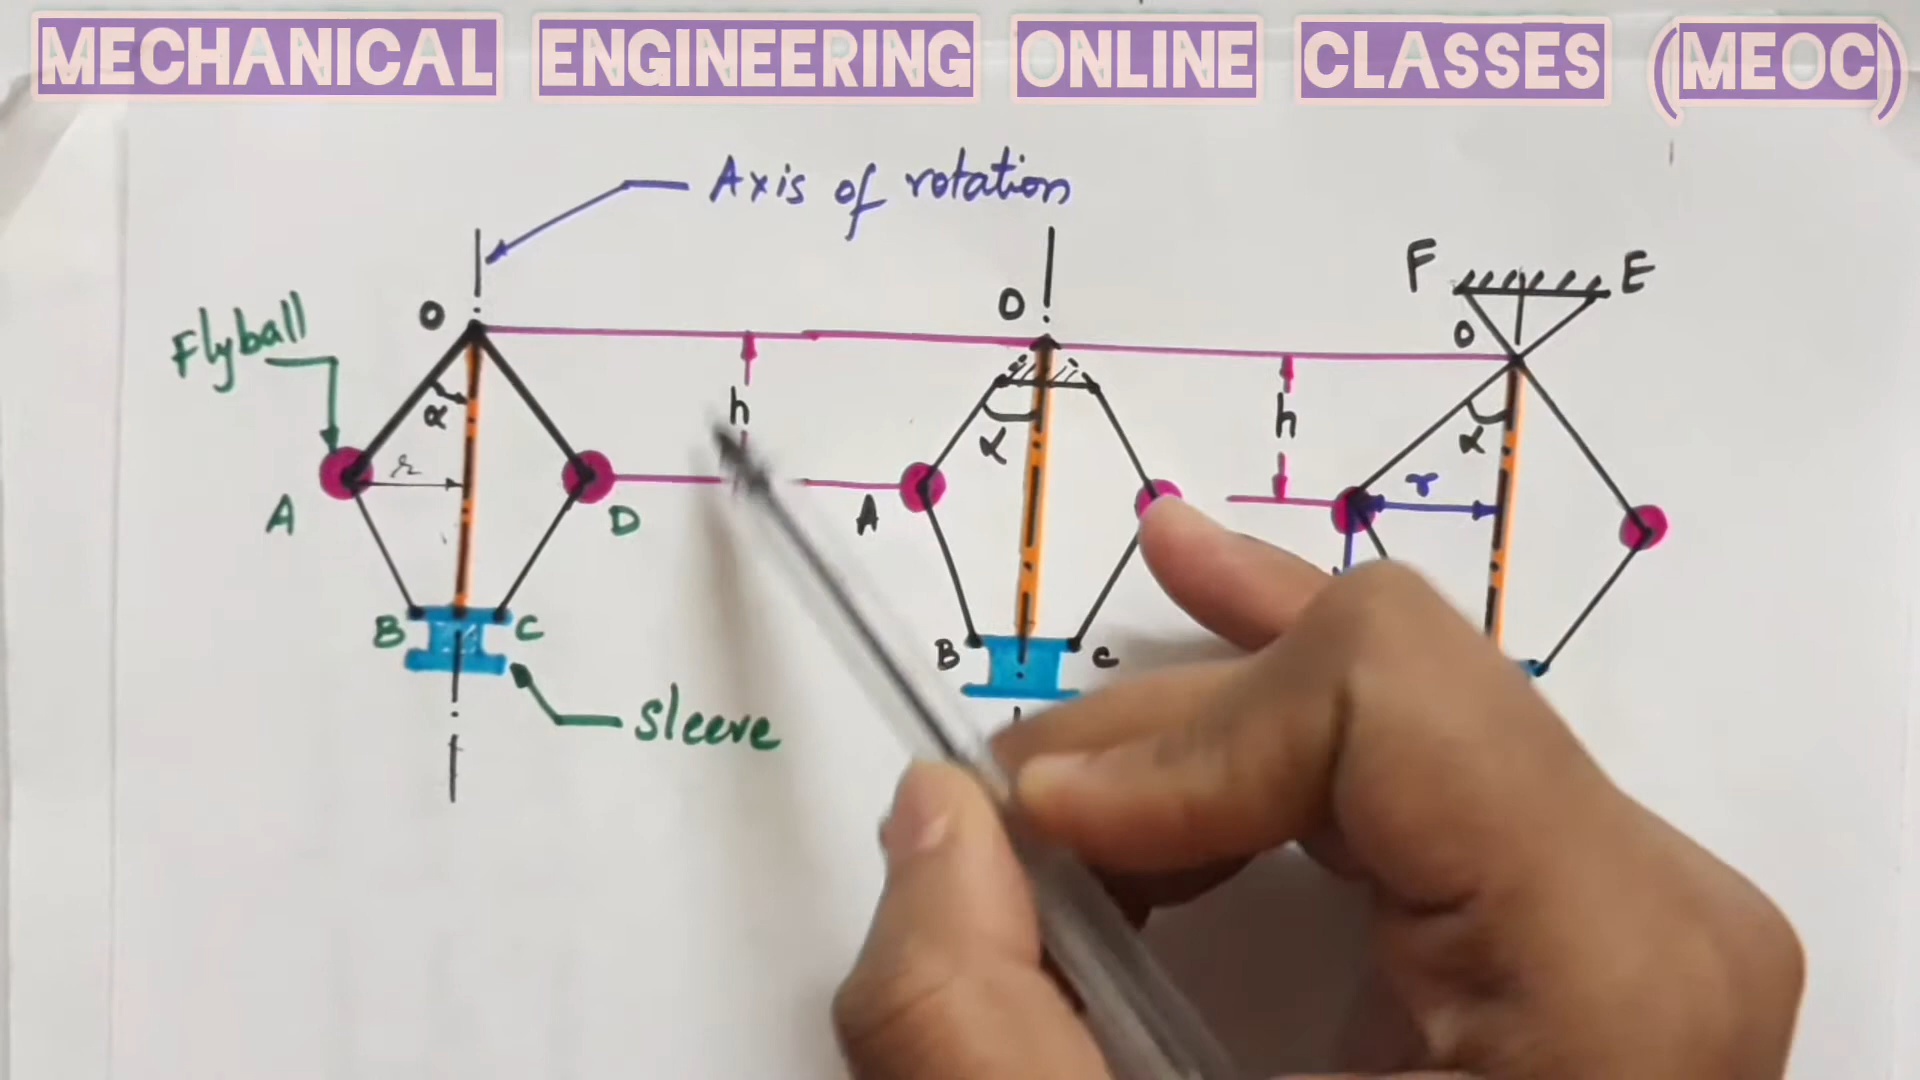 MECHANICAL ENGINEERING ONLINE CLASSES (MEOC)
Axis of rotation
F E
Flyball
O O O
α h α h α
r r
A D A
B C B C
Sleeve